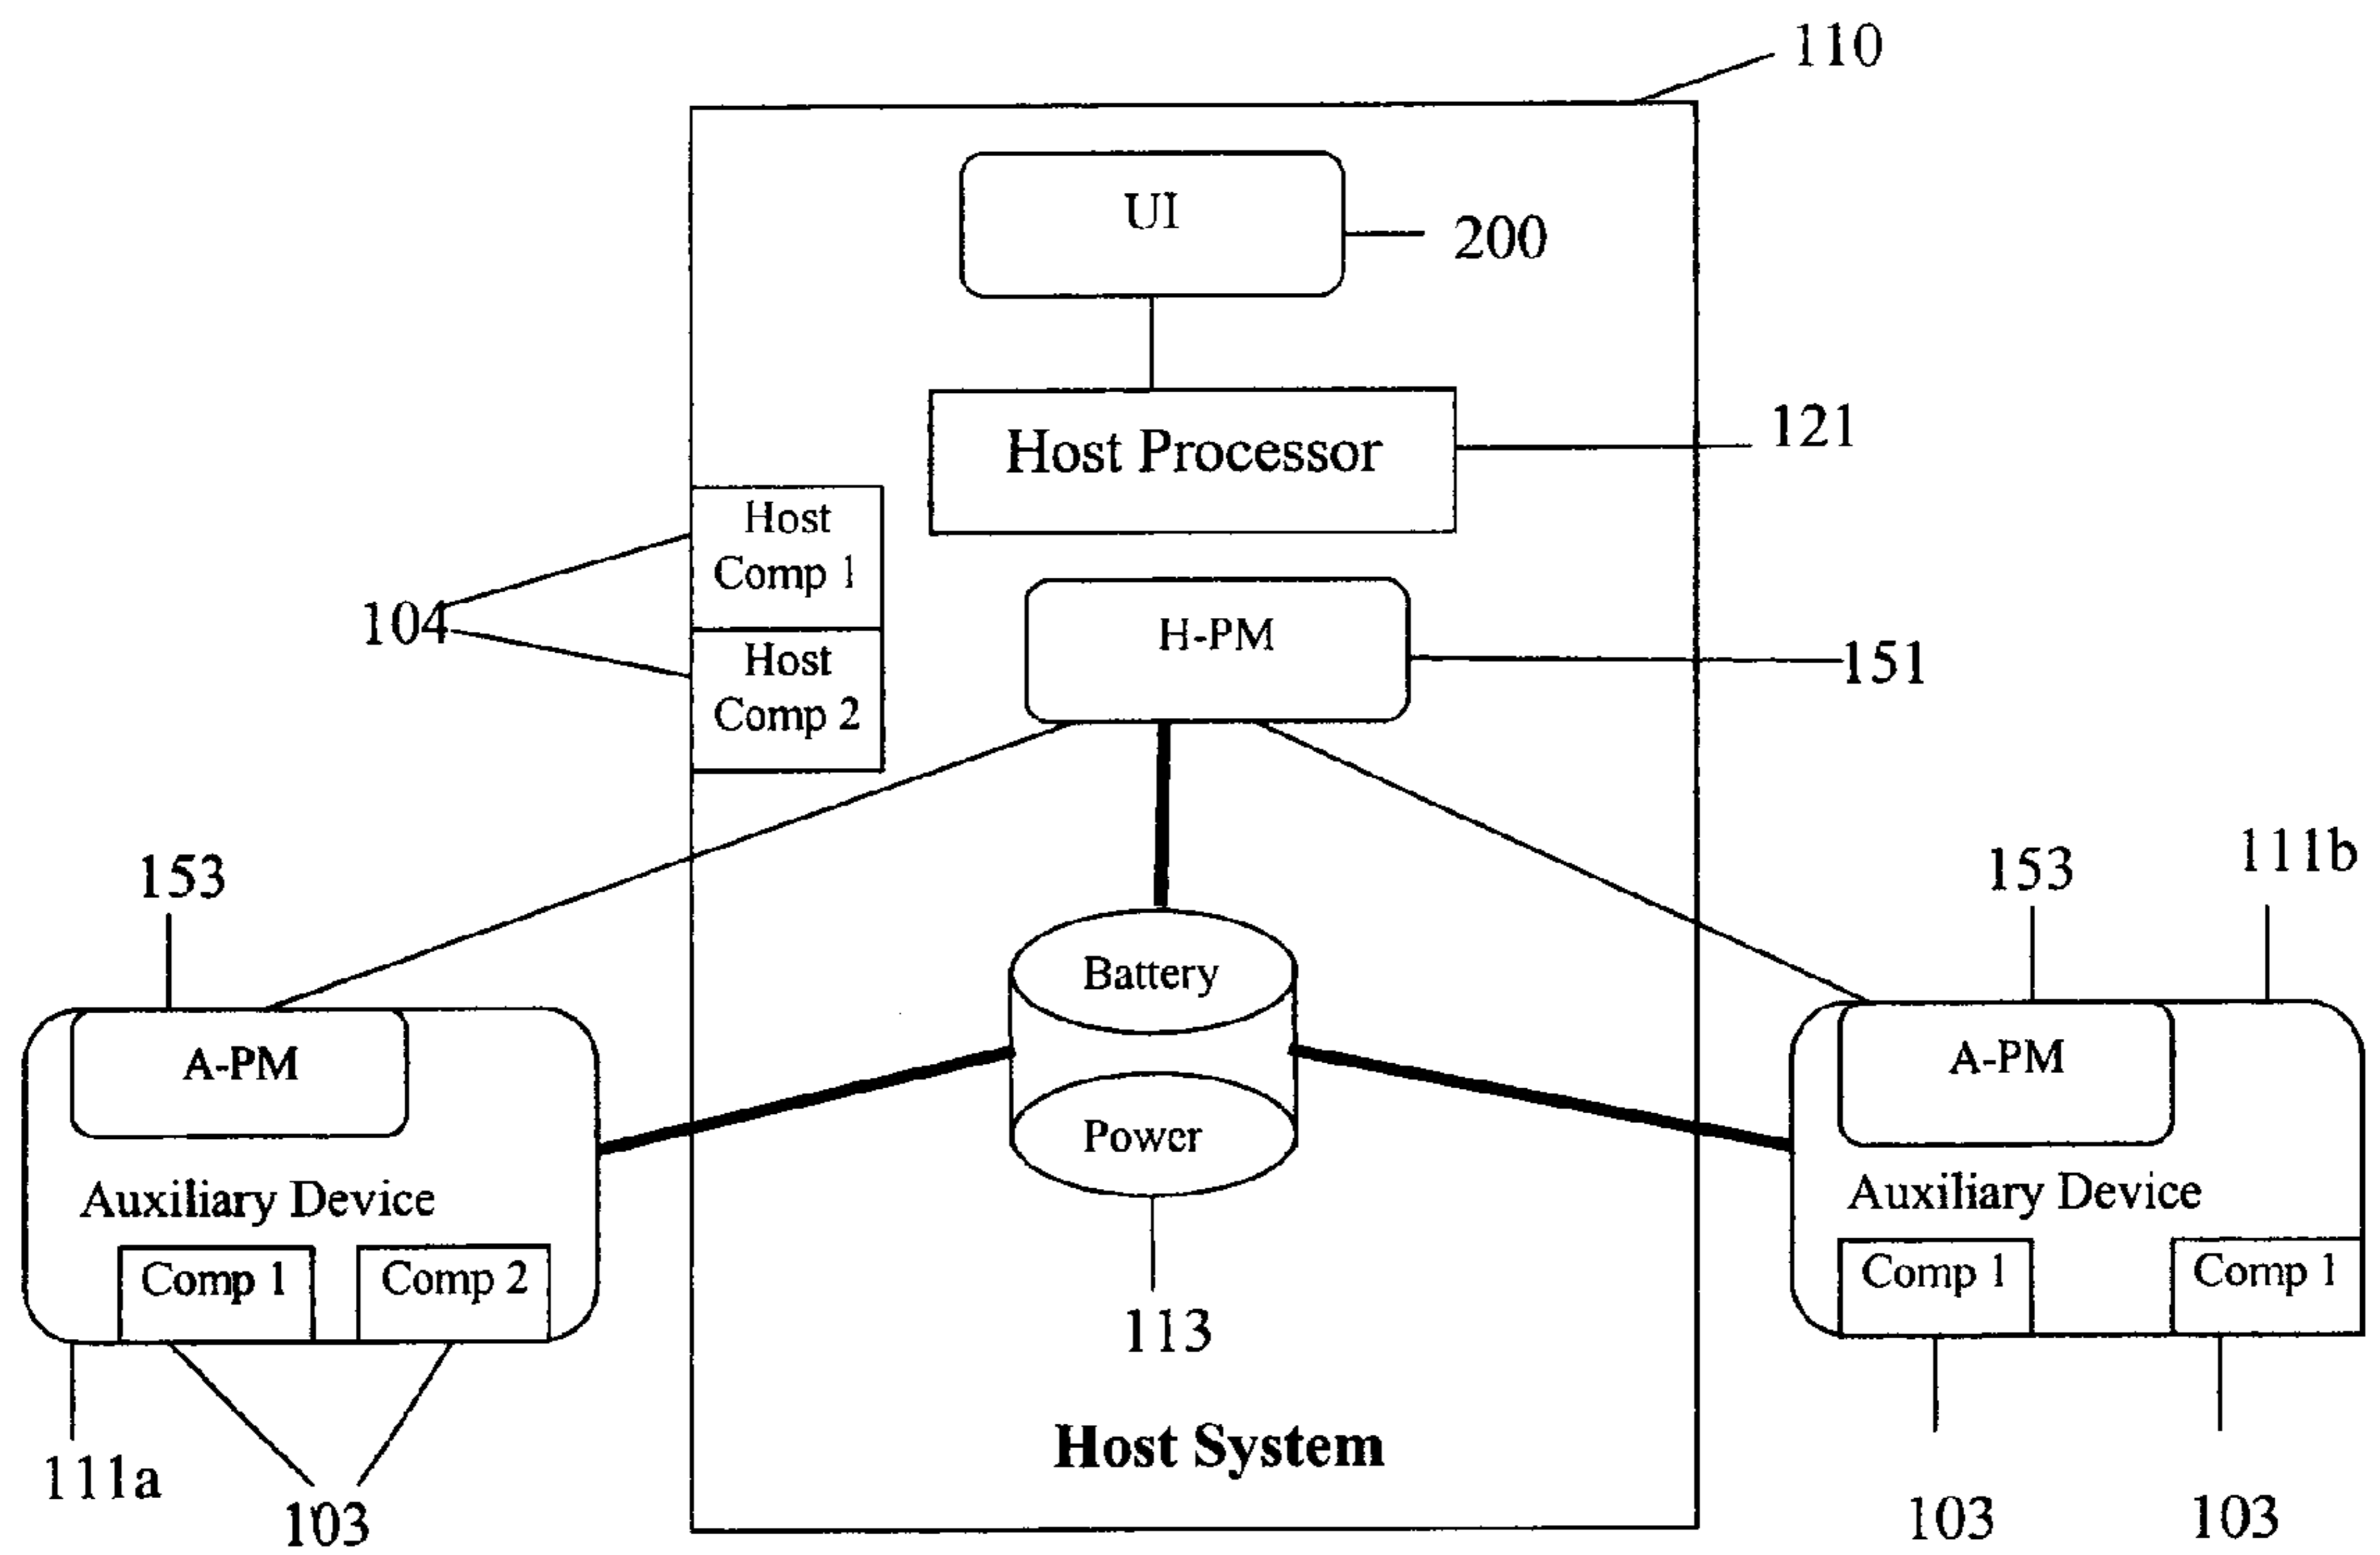 110
UI
200
Host Processor
121
Host
Comp 1
104
Host
Comp 2
H-PM
151
153
153
111b
Battery
A-PM
A-PM
Power
Auxiliary Device
Auxiliary Device
Comp 1
Comp 2
Comp 1
Comp 1
113
Host System
111a
103
103
103